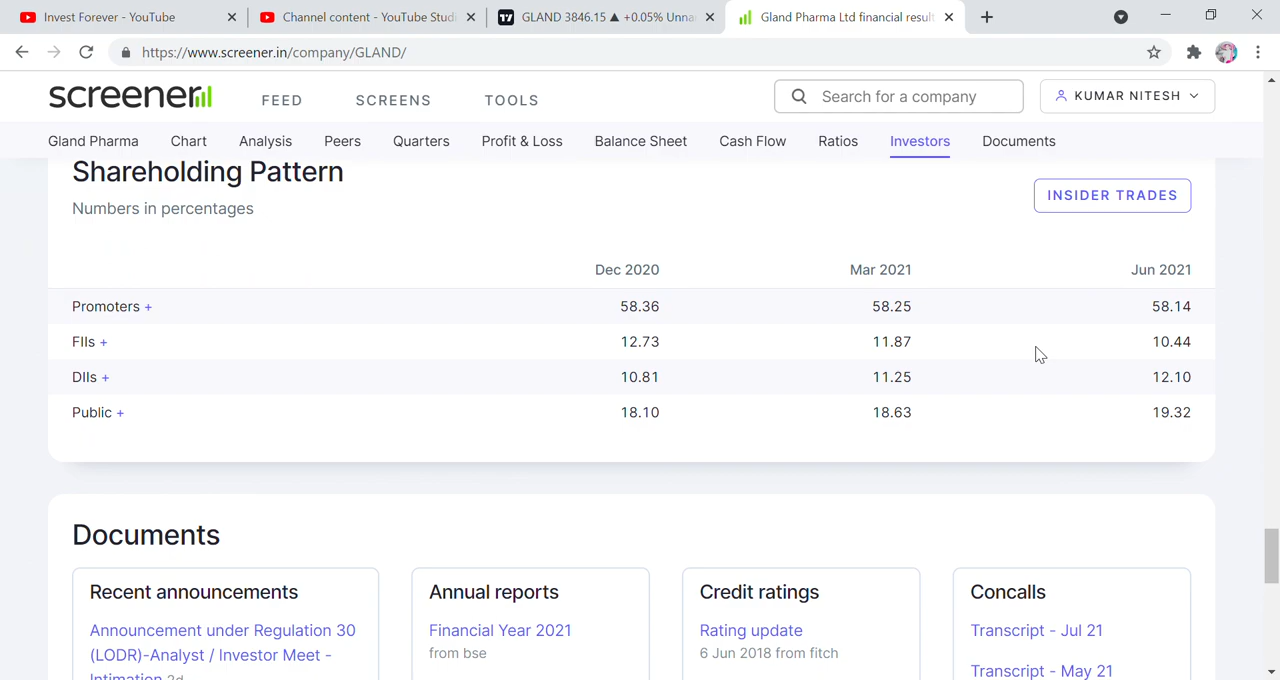 Invest Forever - YouTube
Channel content - YouTube Studi
GLAND 3846.15 ▲ +0.05% Unna
Gland Pharma Ltd financial result
https://www.screener.in/company/GLAND/
screener
FEED
SCREENS
TOOLS
Search for a company
KUMAR NITESH
Gland Pharma Chart Analysis Peers Quarters Profit & Loss Balance Sheet Cash Flow Ratios Investors Documents
Shareholding Pattern
INSIDER TRADES
Numbers in percentages
Dec 2020 Mar 2021 Jun 2021
Promoters + 58.36 58.25 58.14
FIIs + 12.73 11.87 10.44
DIIs + 10.81 11.25 12.10
Public + 18.10 18.63 19.32
Documents
Recent announcements
Announcement under Regulation 30
(LODR)-Analyst / Investor Meet -
Intimation 2d
Annual reports
Financial Year 2021
from bse
Credit ratings
Rating update
6 Jun 2018 from fitch
Concalls
Transcript - Jul 21
Transcript - May 21